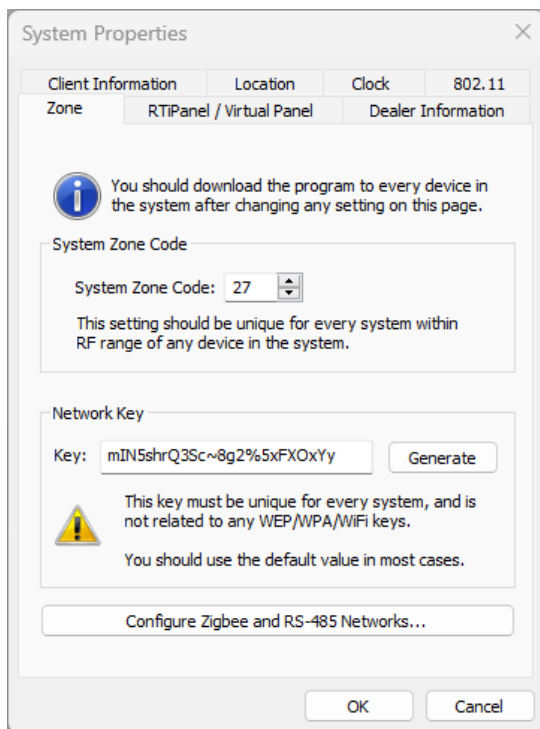 System Properties
Client Information
Location
Clock
802.11
Zone
RTiPanel / Virtual Panel
Dealer Information
You should download the program to every device in
the system after changing any setting on this page.
System Zone Code
System Zone Code: 27
This setting should be unique for every system within
RF range of any device in the system.
Network Key
Key: mIN5shrQ3Sc~8g2%5xFXOxYy Generate
This key must be unique for every system, and is
not related to any WEP/WPA/WiFi keys.
You should use the default value in most cases.
Configure Zigbee and RS-485 Networks...
OK
Cancel